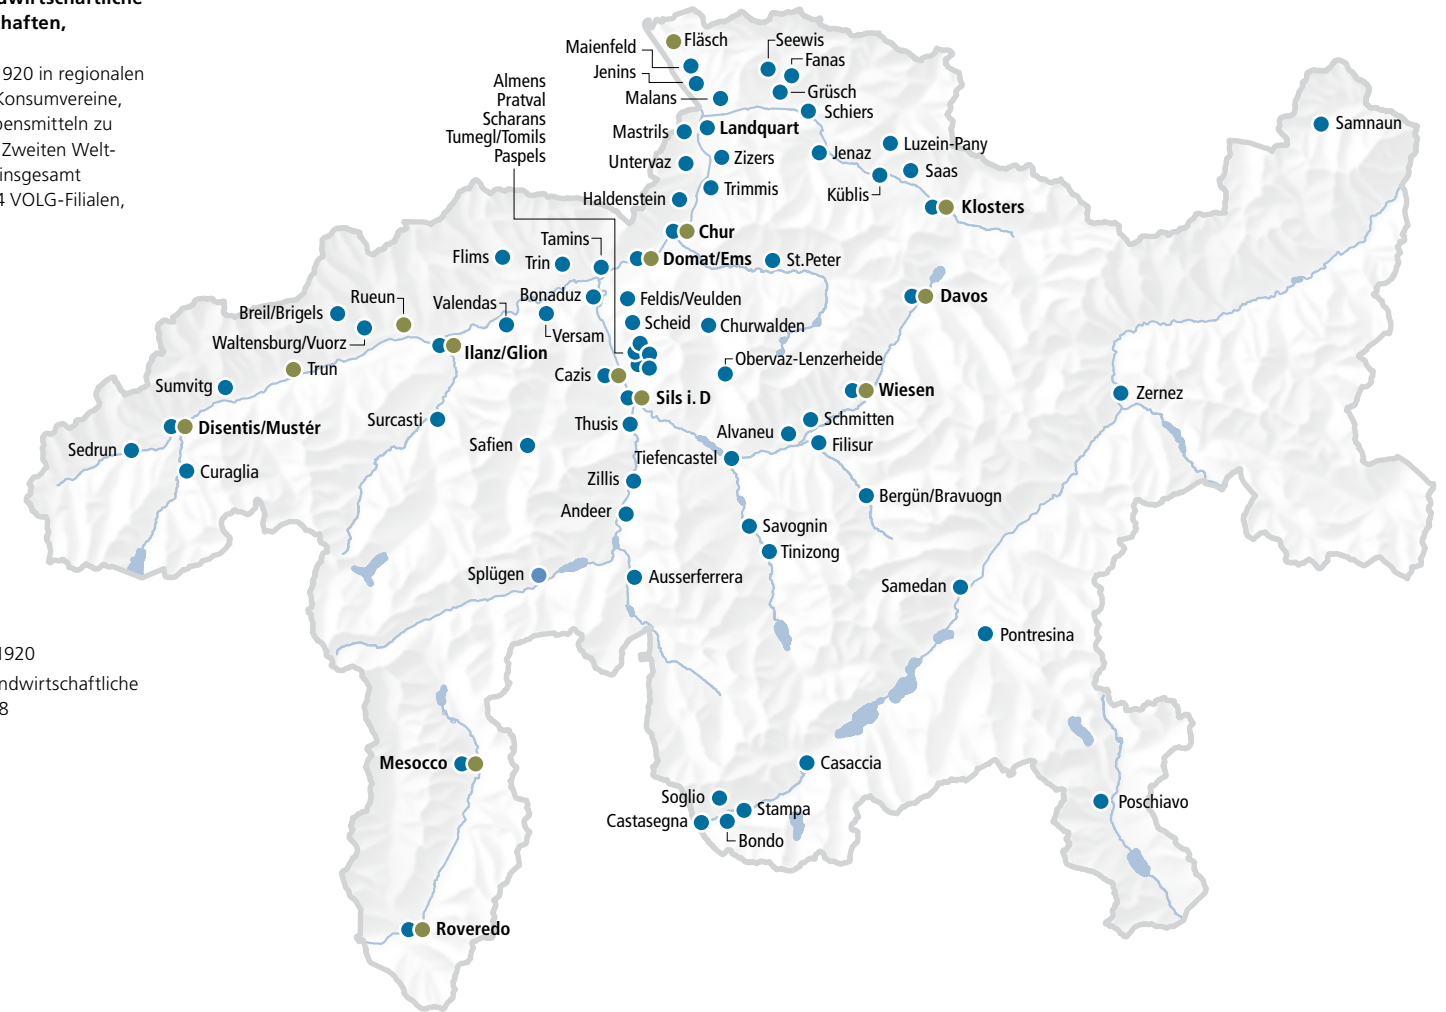 dwirtschaftliche
haften,
920 in regionalen
Konsumvereine,
bensmitteln zu
Zweiten Welt-
insgesamt
4 VOLG-Filialen,
1920
ndwirtschaftliche
8
Fläsch
Maienfeld
Jenins
Malans
Seewis
Fanas
Grüsch
Schiers
Almens
Pratval
Scharans
Tumegl/Tomils
Paspels
Mastrils
Landquart
Untervaz
Zizers
Jenaz
Luzein-Pany
Saas
Küblis
Samnaun
Haldenstein
Trimmis
Klosters
Chur
Tamins
Flims
Trin
Domat/Ems
St.Peter
Rueun
Valendas
Bonaduz
Feldis/Veulden
Davos
Breil/Brigels
Waltensburg/Vuorz
Versam
Scheid
Churwalden
Ilanz/Glion
Obervaz-Lenzerheide
Trun
Cazis
Sumvitg
Sils i. D
Wiesen
Zernez
Disentis/Mustér
Surcasti
Thusis
Schmitten
Alvaneu
Filisur
Sedrun
Safien
Tiefencastel
Curaglia
Zillis
Bergün/Bravuogn
Andeer
Savognin
Tinizong
Splügen
Ausserferrera
Samedan
Pontresina
Mesocco
Casaccia
Soglio
Stampa
Castasegna
Bondo
Poschiavo
Roveredo